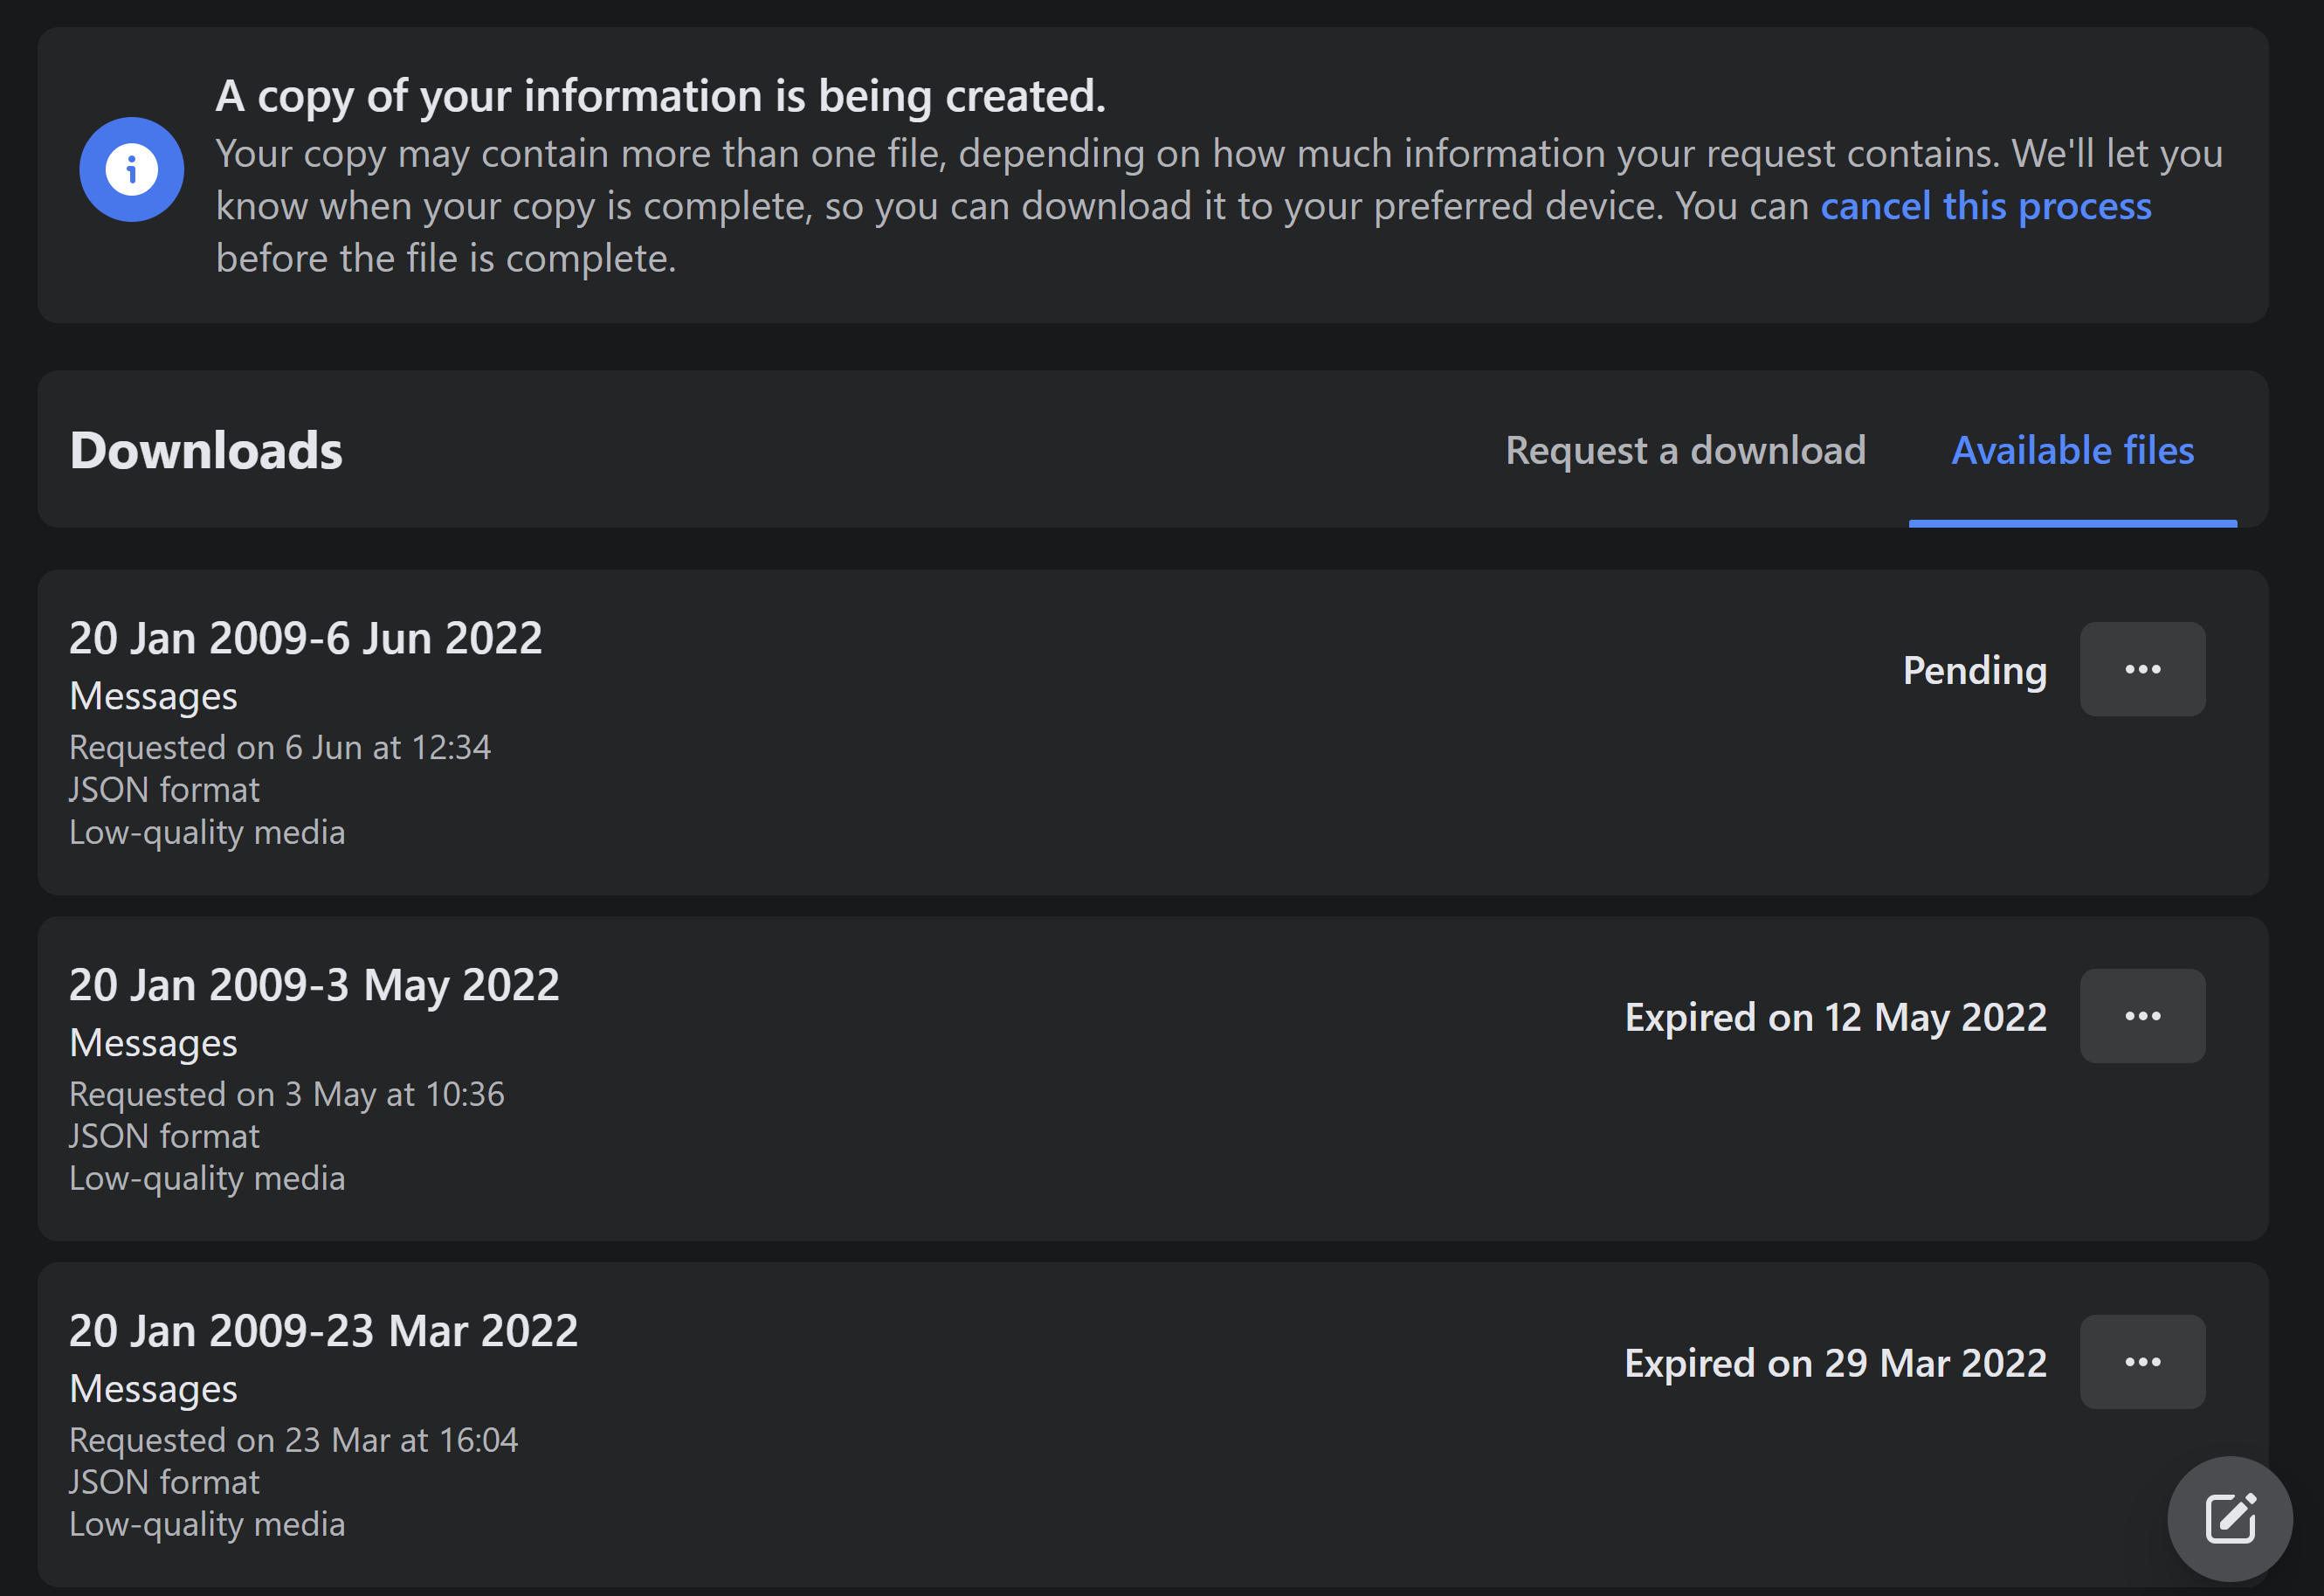 A copy of your information is being created.
Your copy may contain more than one file, depending on how much information your request contains. We'll let you
know when your copy is complete, so you can download it to your preferred device. You can cancel this process
before the file is complete.
Downloads
Request a download
Available files
20 Jan 2009-6 Jun 2022
Messages
Requested on 6 Jun at 12:34
JSON format
Low-quality media
Pending
20 Jan 2009-3 May 2022
Messages
Requested on 3 May at 10:36
JSON format
Low-quality media
Expired on 12 May 2022
20 Jan 2009-23 Mar 2022
Messages
Requested on 23 Mar at 16:04
JSON format
Low-quality media
Expired on 29 Mar 2022